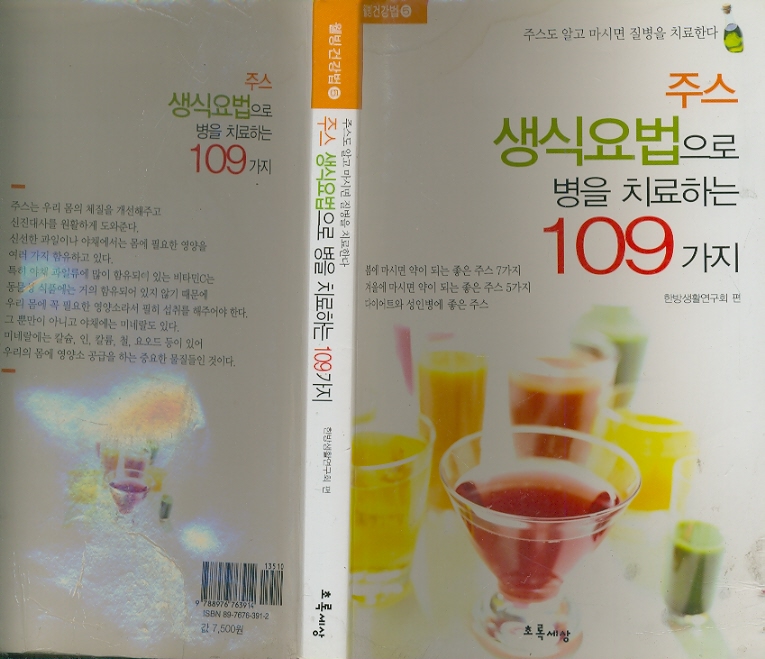 주스
생식요법으로
병을 치료하는
109 가지
주스는 우리 몸의 체질을 개선해주고
신진대사를 원활하게 도와준다.
신선한 과일이나 야채에서는 몸에 필요한 영양을
여러 가지 함유하고 있다.
특히 야채 과일류에 많이 함유되어 있는 비타민C는
동물성 식품에는 거의 함유되어 있지 않기 때문에
우리 몸에 꼭 필요한 영양소라서 필히 섭취를 해주어야 한다.
그 뿐만이 아니고 야채에는 미네랄도 있다.
미네랄에는 칼슘, 인, 칼륨, 철, 요오드 등이 있어
우리의 몸에 영양소 공급을 하는 중요한 물질들인 것이다.
13510
9 788976 763914
ISBN 89-7676-391-2
값 7,500원
웰빙건강법
주스도 알고 마시면 질병을 치료한다
주스 생식요법으로 병을 치료하는 109가지
한방생활연구회 편
초록세상
웰빙건강법
주스도 알고 마시면 질병을 치료한다
주스
생식요법으로
병을 치료하는
109 가지
봄에 마시면 약이 되는 좋은 주스 7가지
겨울에 마시면 약이 되는 좋은 주스 5가지
다이어트와 성인병에 좋은 주스
한방생활연구회 편
초록세상